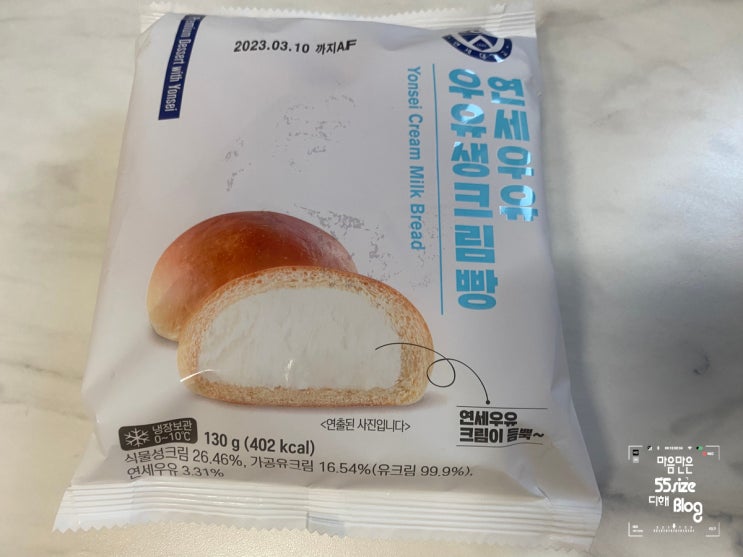 2023.03.10 까지AF
Dessert with Yonsei
연세우유
우유생크림빵
Yonsei Cream Milk Bread
<연출된 사진입니다>
연세우유
크림이 듬뿍~
냉장보관
0~10℃
130 g (402 kcal)
식물성크림 26.46%, 가공유크림 16.54%(유크림 99.9%),
연세우유 3.31%
마음만은
55size
디해
Blog